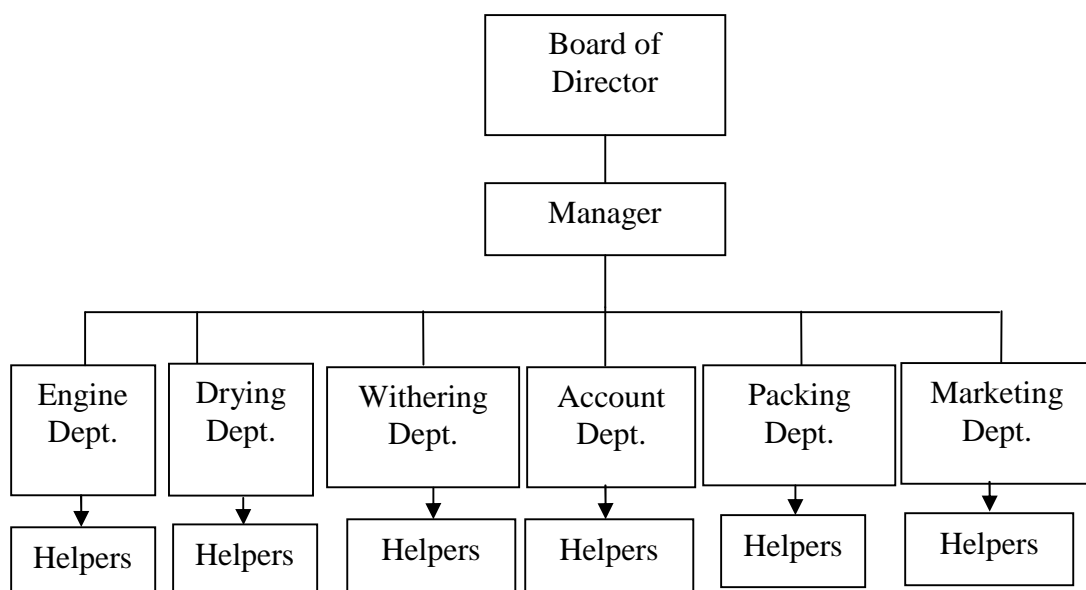 Board of
Director
Manager
Engine
Dept.
Drying
Dept.
Withering
Dept.
Account
Dept.
Packing
Dept.
Marketing
Dept.
Helpers
Helpers
Helpers
Helpers
Helpers
Helpers